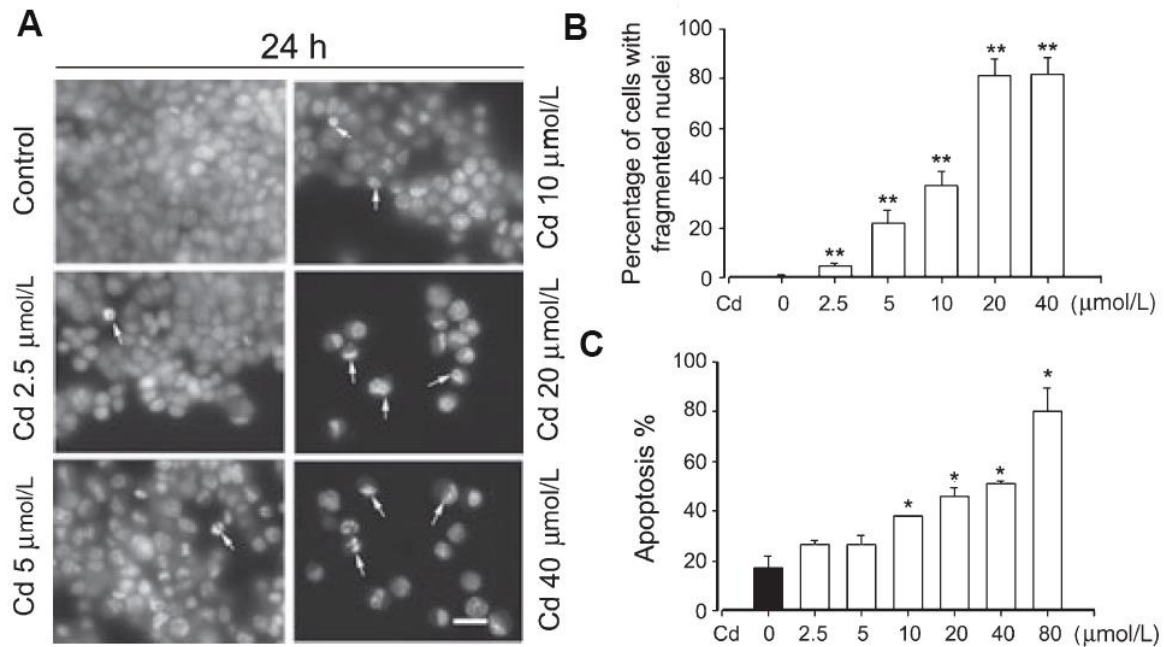 A
24 h
Control
Cd 10 μmol/L
Cd 2.5 μmol/L
Cd 20 μmol/L
Cd 5 μmol/L
Cd 40 μmol/L
B
Percentage of cells with
fragmented nuclei
100
80
60
40
20
0
** ** ** ** **
Cd 0 2.5 5 10 20 40 (μmol/L)
C
Apoptosis %
100
80
60
40
20
0
* * * *
Cd 0 2.5 5 10 20 40 80 (μmol/L)